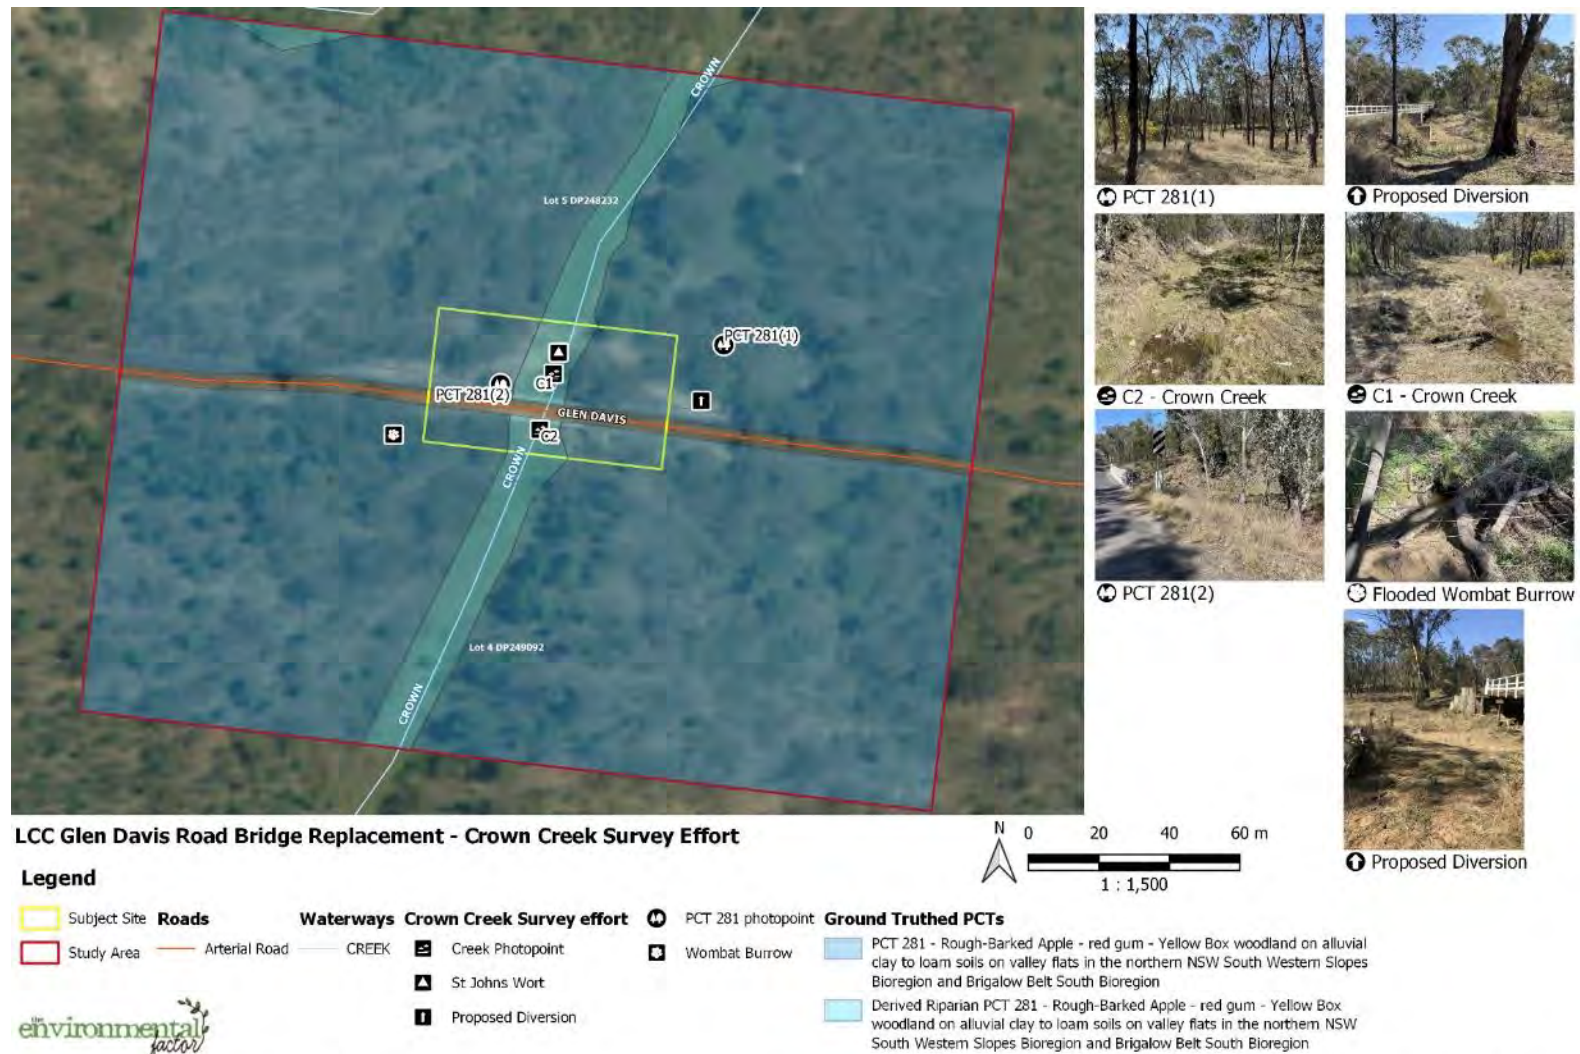 CROWN
Lot 5 DP248232
PCT 281(1)
C1
PCT 281(2)
GLEN DAVIS
C2
CROWN
Lot 4 DP249092
CROWN
PCT 281(1)
Proposed Diversion
C2 - Crown Creek
C1 - Crown Creek
PCT 281(2)
Flooded Wombat Burrow
Proposed Diversion
LCC Glen Davis Road Bridge Replacement - Crown Creek Survey Effort
N
0 20 40 60 m
1 : 1,500
Legend
Subject Site
Study Area
Roads
Arterial Road
Waterways
CREEK
Crown Creek Survey effort
Creek Photopoint
St Johns Wort
Proposed Diversion
PCT 281 photopoint
Wombat Burrow
Ground Truthed PCTs
PCT 281 - Rough-Barked Apple - red gum - Yellow Box woodland on alluvial
clay to loam soils on valley flats in the northern NSW South Western Slopes
Bioregion and Brigalow Belt South Bioregion
Derived Riparian PCT 281 - Rough-Barked Apple - red gum - Yellow Box
woodland on alluvial clay to loam soils on valley flats in the northern NSW
South Western Slopes Bioregion and Brigalow Belt South Bioregion
the
environmental
factor